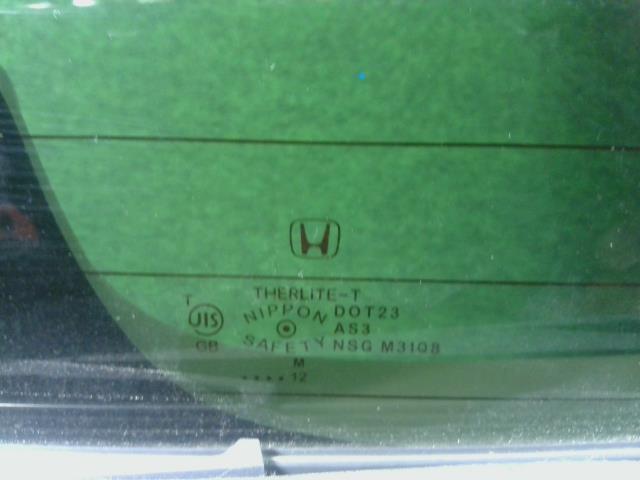 THERLITE-T
T
JIS
GB
NIPPON
SAFETY
DOT23
AS3
NSG M3108
M
•••• 12